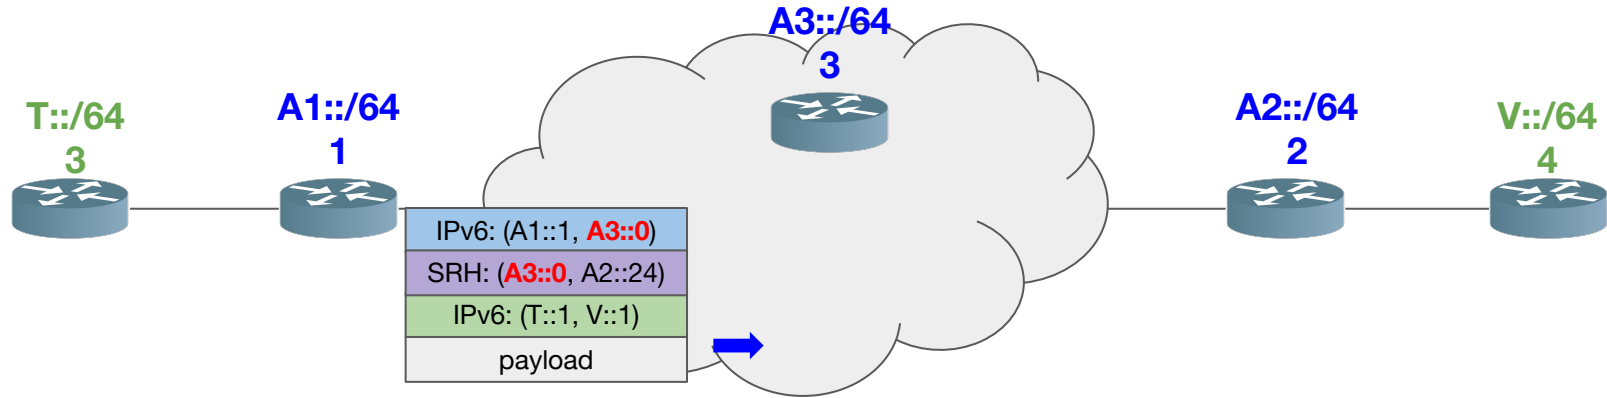 A3::/64
3
T::/64
3
A1::/64
1
A2::/64
2
V::/64
4
IPv6: (A1::1, A3::0)
SRH: (A3::0, A2::24)
IPv6: (T::1, V::1)
payload